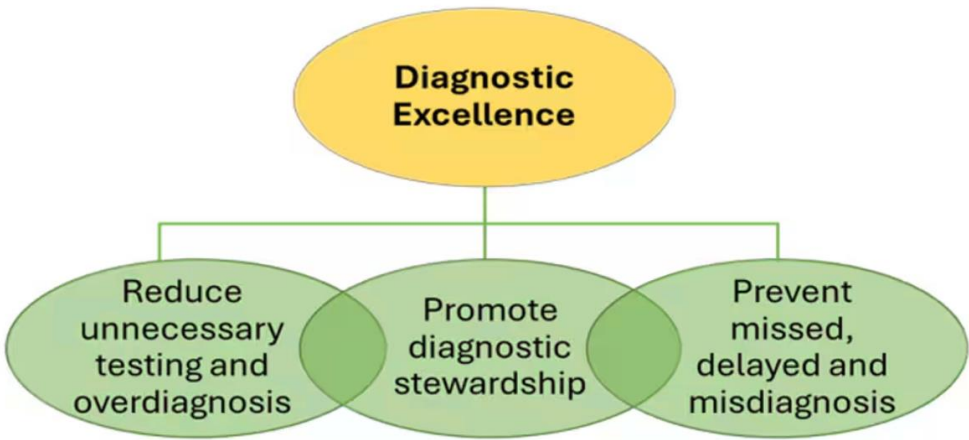 Diagnostic
Excellence
Reduce
unnecessary
testing and
overdiagnosis
Promote
diagnostic
stewardship
Prevent
missed,
delayed and
misdiagnosis